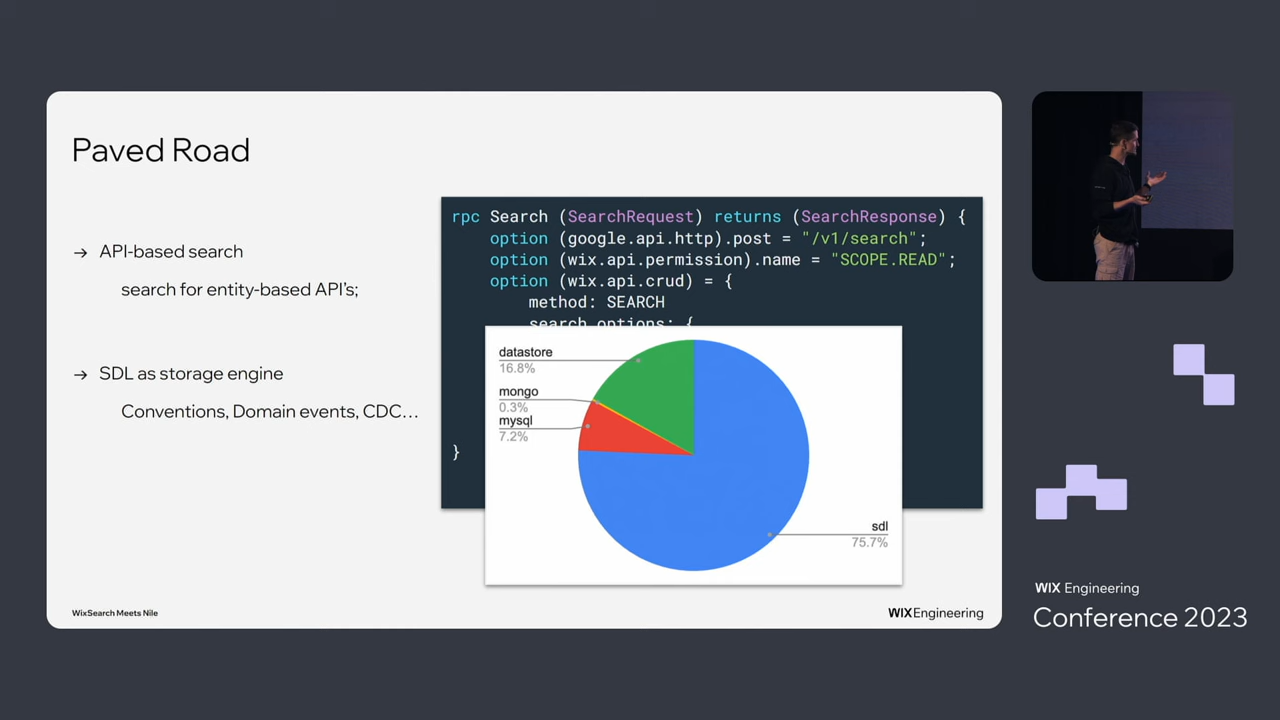 Paved Road
→ API-based search
search for entity-based API's;
→ SDL as storage engine
Conventions, Domain events, CDC...
rpc Search (SearchRequest) returns (SearchResponse) {
option (google.api.http).post = "/v1/search";
option (wix.api.permission).name = "SCOPE.READ";
option (wix.api.crud) = {
method: SEARCH
search_options: {
}
datastore
16.8%
mongo
0.3%
mysql
7.2%
sdl
75.7%
WixSearch Meets Nile
WIXEngineering
WIX Engineering
Conference 2023